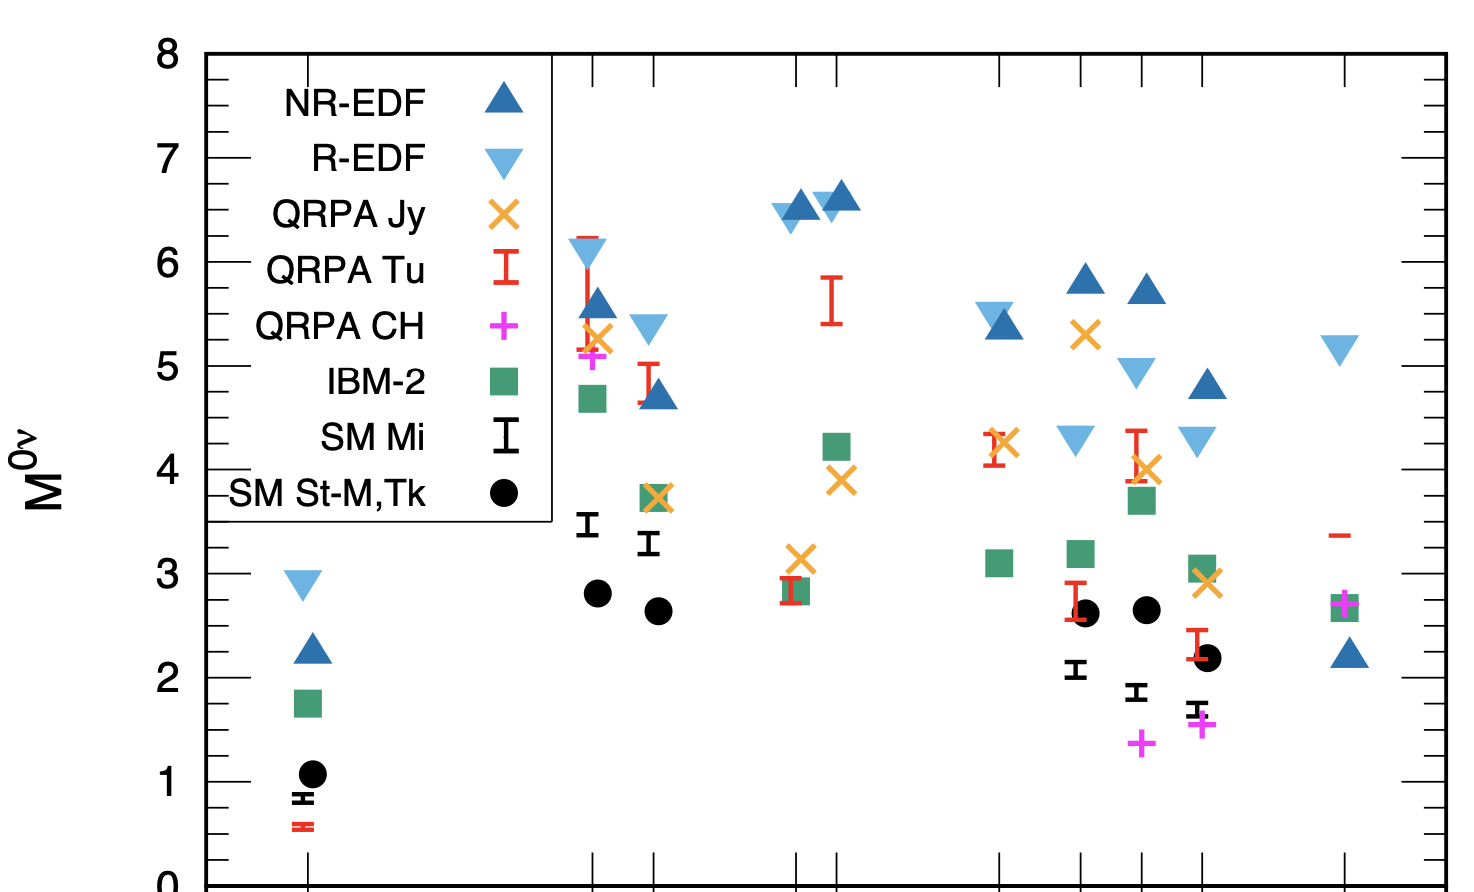 8
7
6
5
4
3
2
1
0
M0ν
NR-EDF
R-EDF
QRPA Jy
QRPA Tu
QRPA CH
IBM-2
SM Mi
SM St-M,Tk